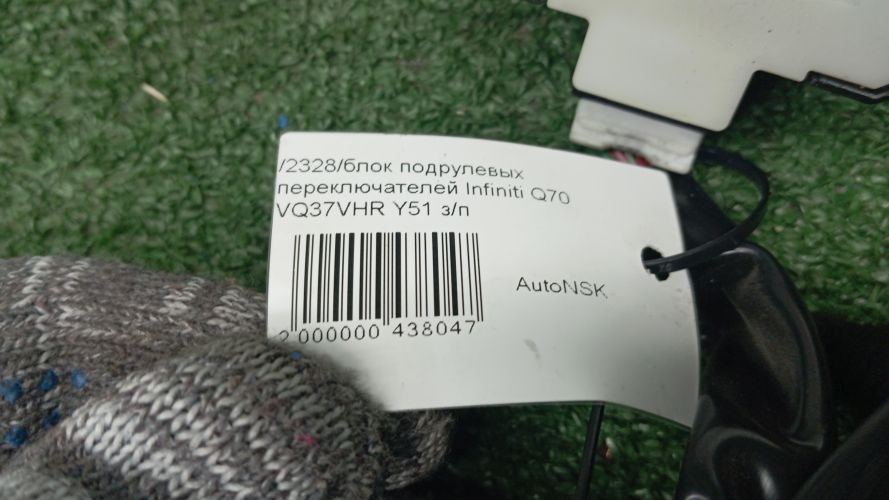 /2328/блок подрулевых
переключателей Infiniti Q70
VQ37VHR Y51 з/п
AutoNSK
2 000000 438047